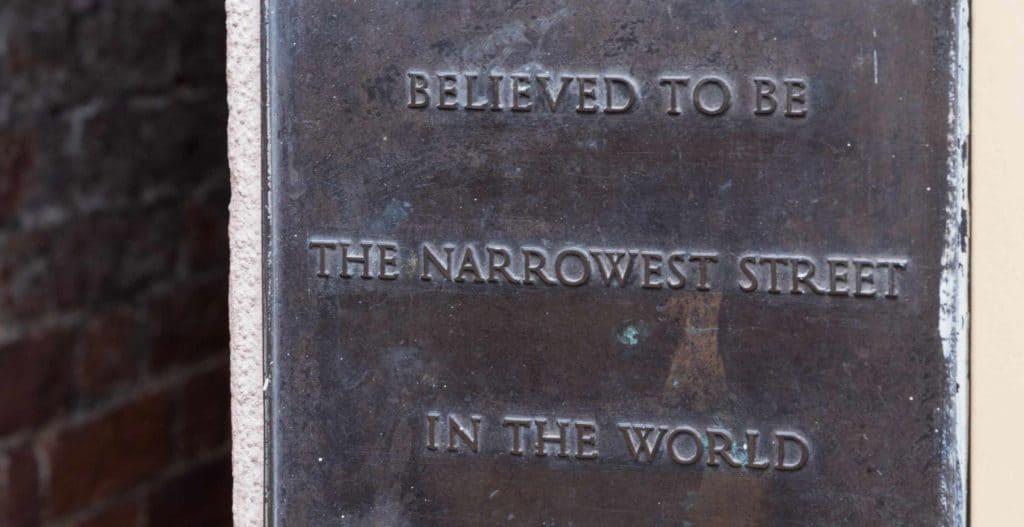 BELIEVED TO BE
THE NARROWEST STREET
IN THE WORLD